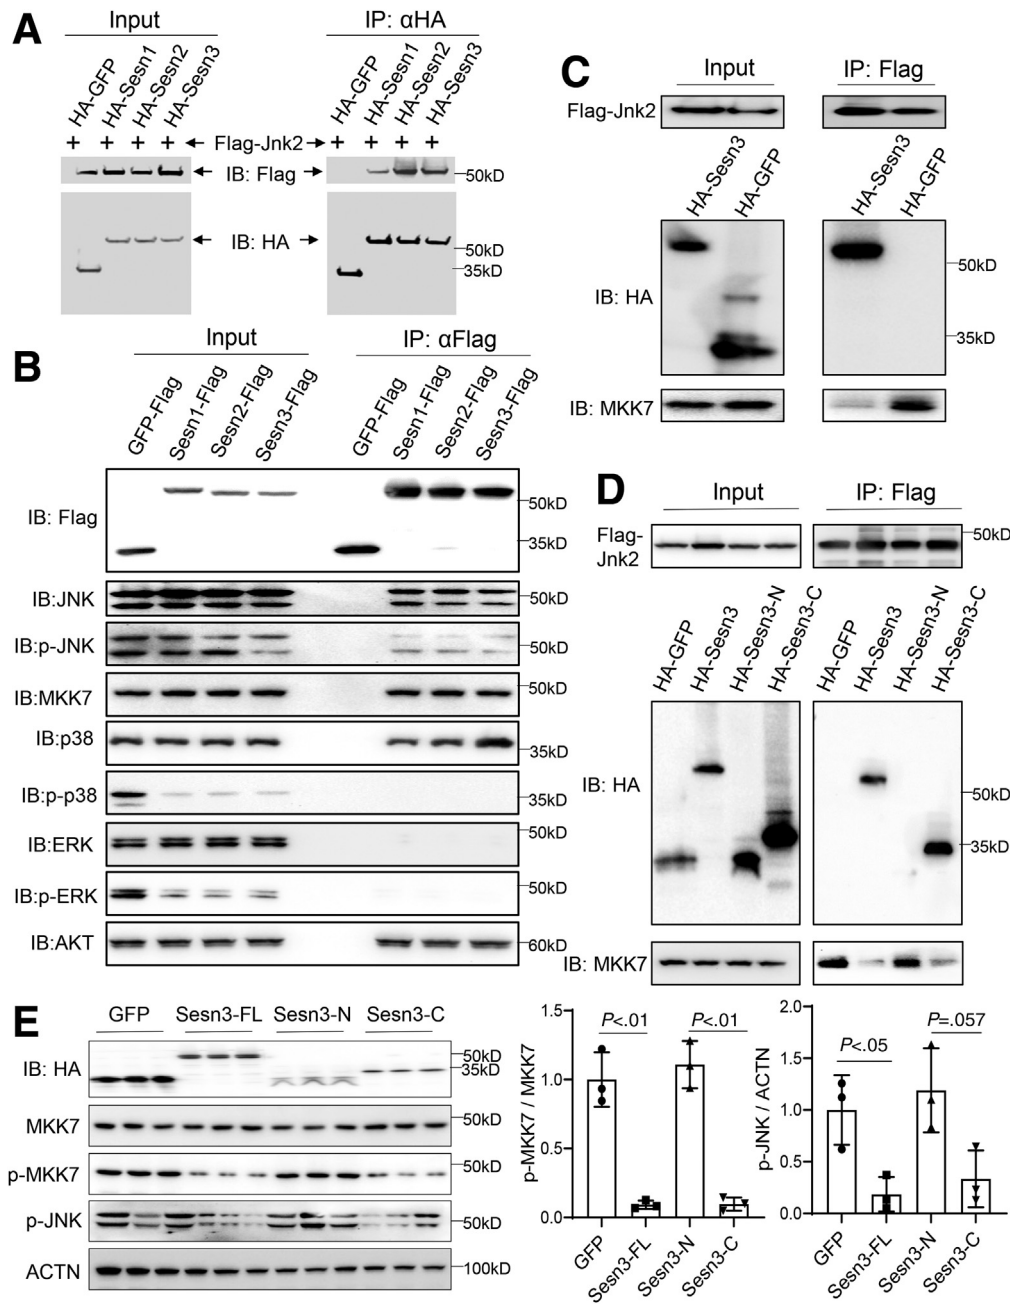 A
Input
IP: αHA
HA-GFP
HA-Sesn1
HA-Sesn2
HA-Sesn3
HA-GFP
HA-Sesn1
HA-Sesn2
HA-Sesn3
+ + + + Flag-Jnk2 + + + +
IB: Flag
50kD
IB: HA
50kD
35kD
B
Input
IP: αFlag
GFP-Flag
Sesn1-Flag
Sesn2-Flag
Sesn3-Flag
GFP-Flag
Sesn1-Flag
Sesn2-Flag
Sesn3-Flag
IB: Flag
50kD
35kD
IB:JNK
50kD
IB:p-JNK
50kD
IB:MKK7
50kD
IB:p38
35kD
IB:p-p38
35kD
IB:ERK
50kD
IB:p-ERK
50kD
IB:AKT
60kD
C
Input
IP: Flag
Flag-Jnk2
HA-Sesn3
HA-GFP
HA-Sesn3
HA-GFP
IB: HA
50kD
35kD
IB: MKK7
D
Input
IP: Flag
Flag-
Jnk2
50kD
HA-GFP
HA-Sesn3
HA-Sesn3-N
HA-Sesn3-C
HA-GFP
HA-Sesn3
HA-Sesn3-N
HA-Sesn3-C
IB: HA
50kD
35kD
IB: MKK7
E
GFP Sesn3-FL Sesn3-N Sesn3-C
IB: HA
50kD
35kD
MKK7
50kD
p-MKK7
50kD
p-JNK
50kD
ACTN
100kD
p-MKK7 / MKK7
1.5
1.0
0.5
0.0
P<.01
P<.01
GFP
Sesn3-FL
Sesn3-N
Sesn3-C
p-JNK / ACTN
2.0
1.5
1.0
0.5
0.0
P<.05
P=.057
GFP
Sesn3-FL
Sesn3-N
Sesn3-C